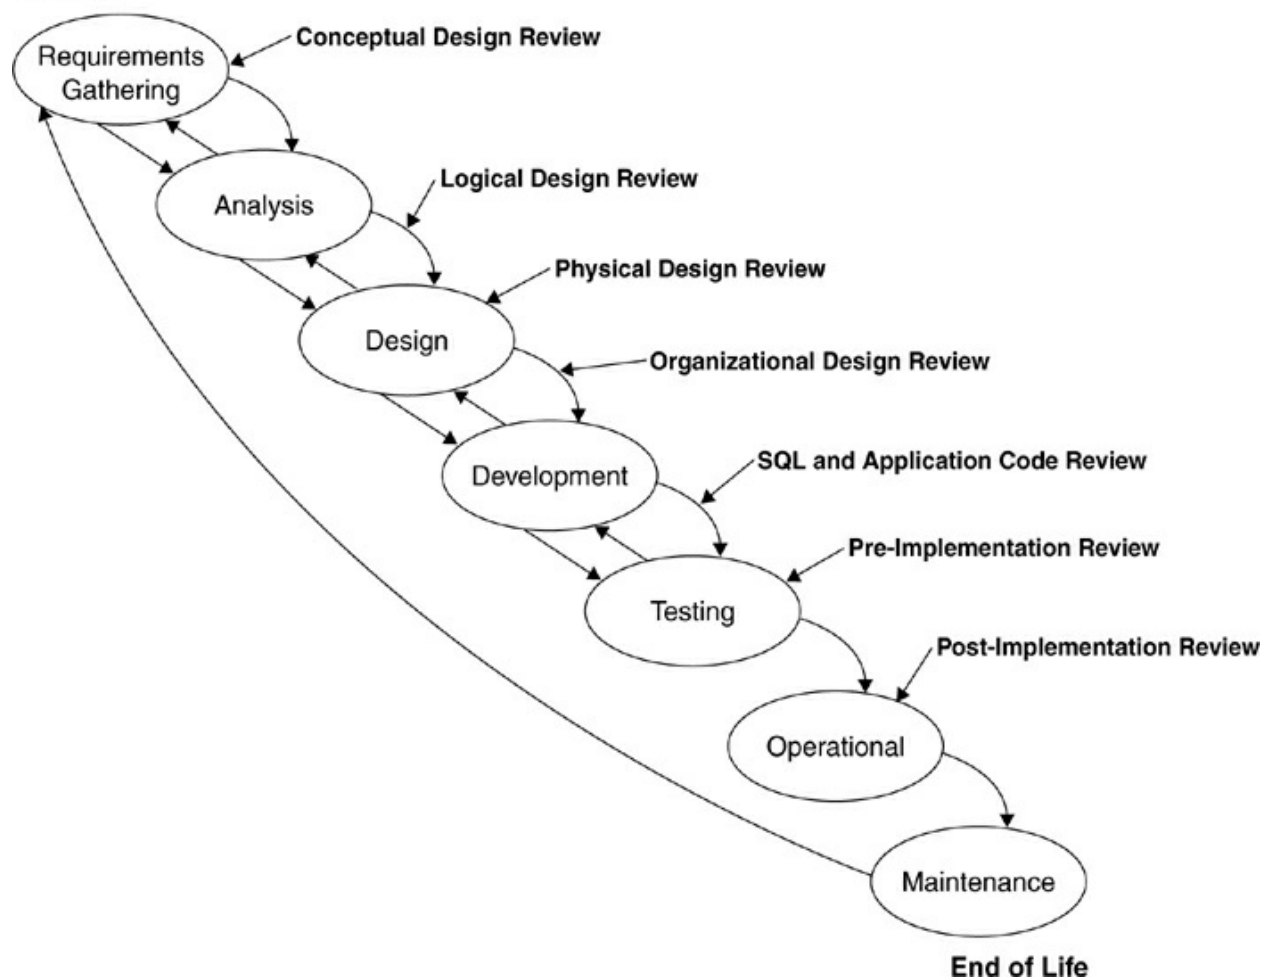 Conceptual Design Review
Requirements
Gathering
Logical Design Review
Analysis
Physical Design Review
Design
Organizational Design Review
SQL and Application Code Review
Development
Pre-Implementation Review
Testing
Post-Implementation Review
Operational
Maintenance
End of Life